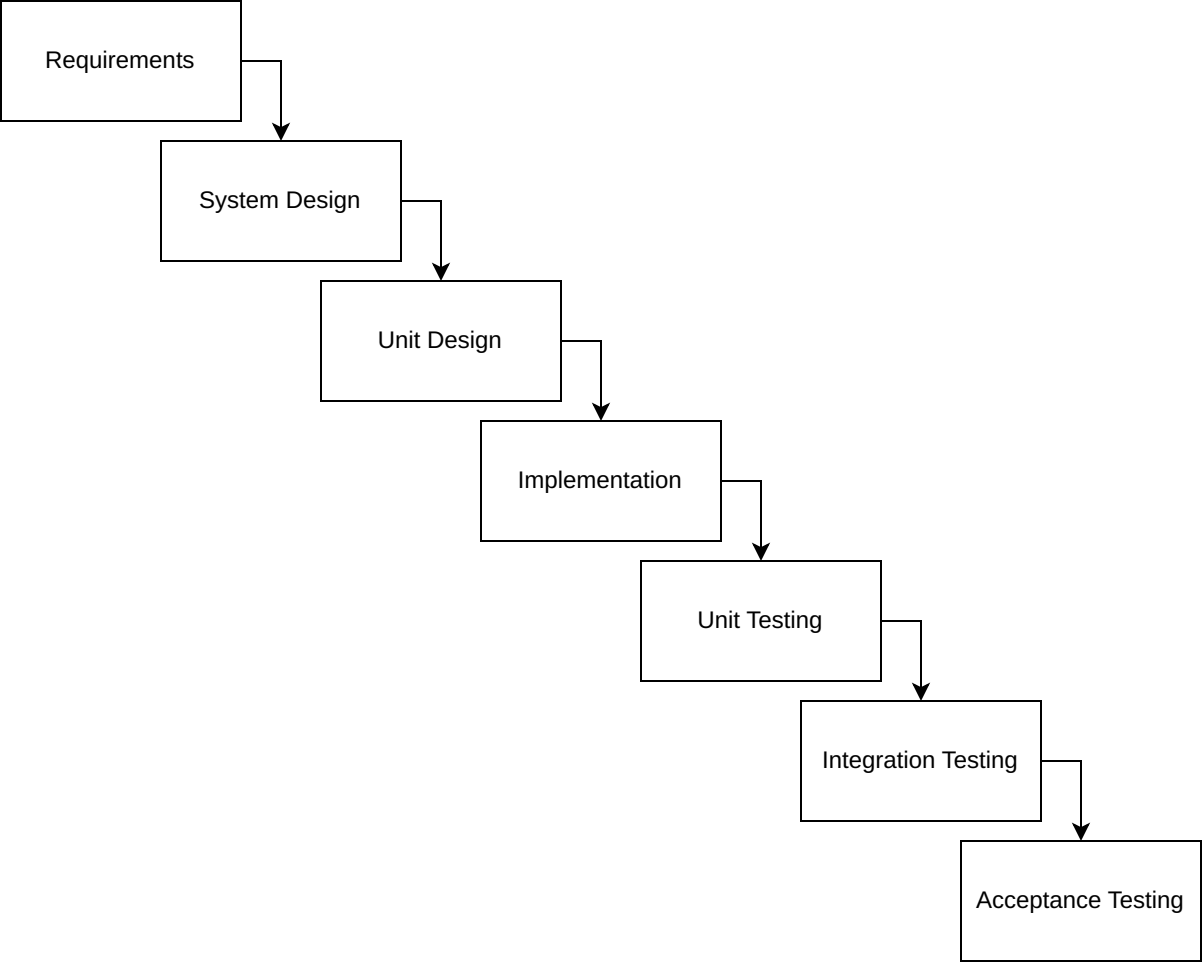 Requirements
System Design
Unit Design
Implementation
Unit Testing
Integration Testing
Acceptance Testing